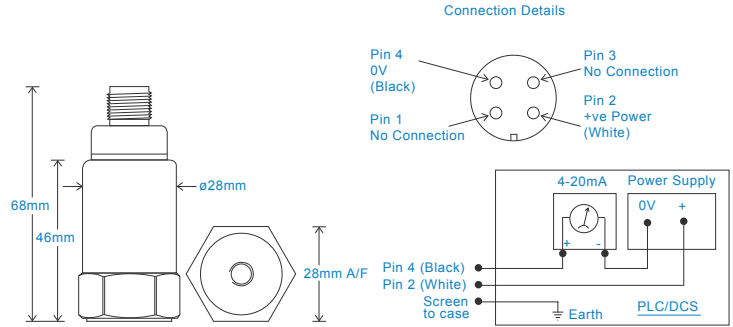 Connection Details
Pin 4
0V
(Black)
Pin 3
No Connection
Pin 2
+ve Power
(White)
Pin 1
No Connection
68mm
46mm
ø28mm
28mm A/F
4-20mA
Power Supply
0V +
+ -
Pin 4 (Black)
Pin 2 (White)
Screen
to case
Earth
PLC/DCS